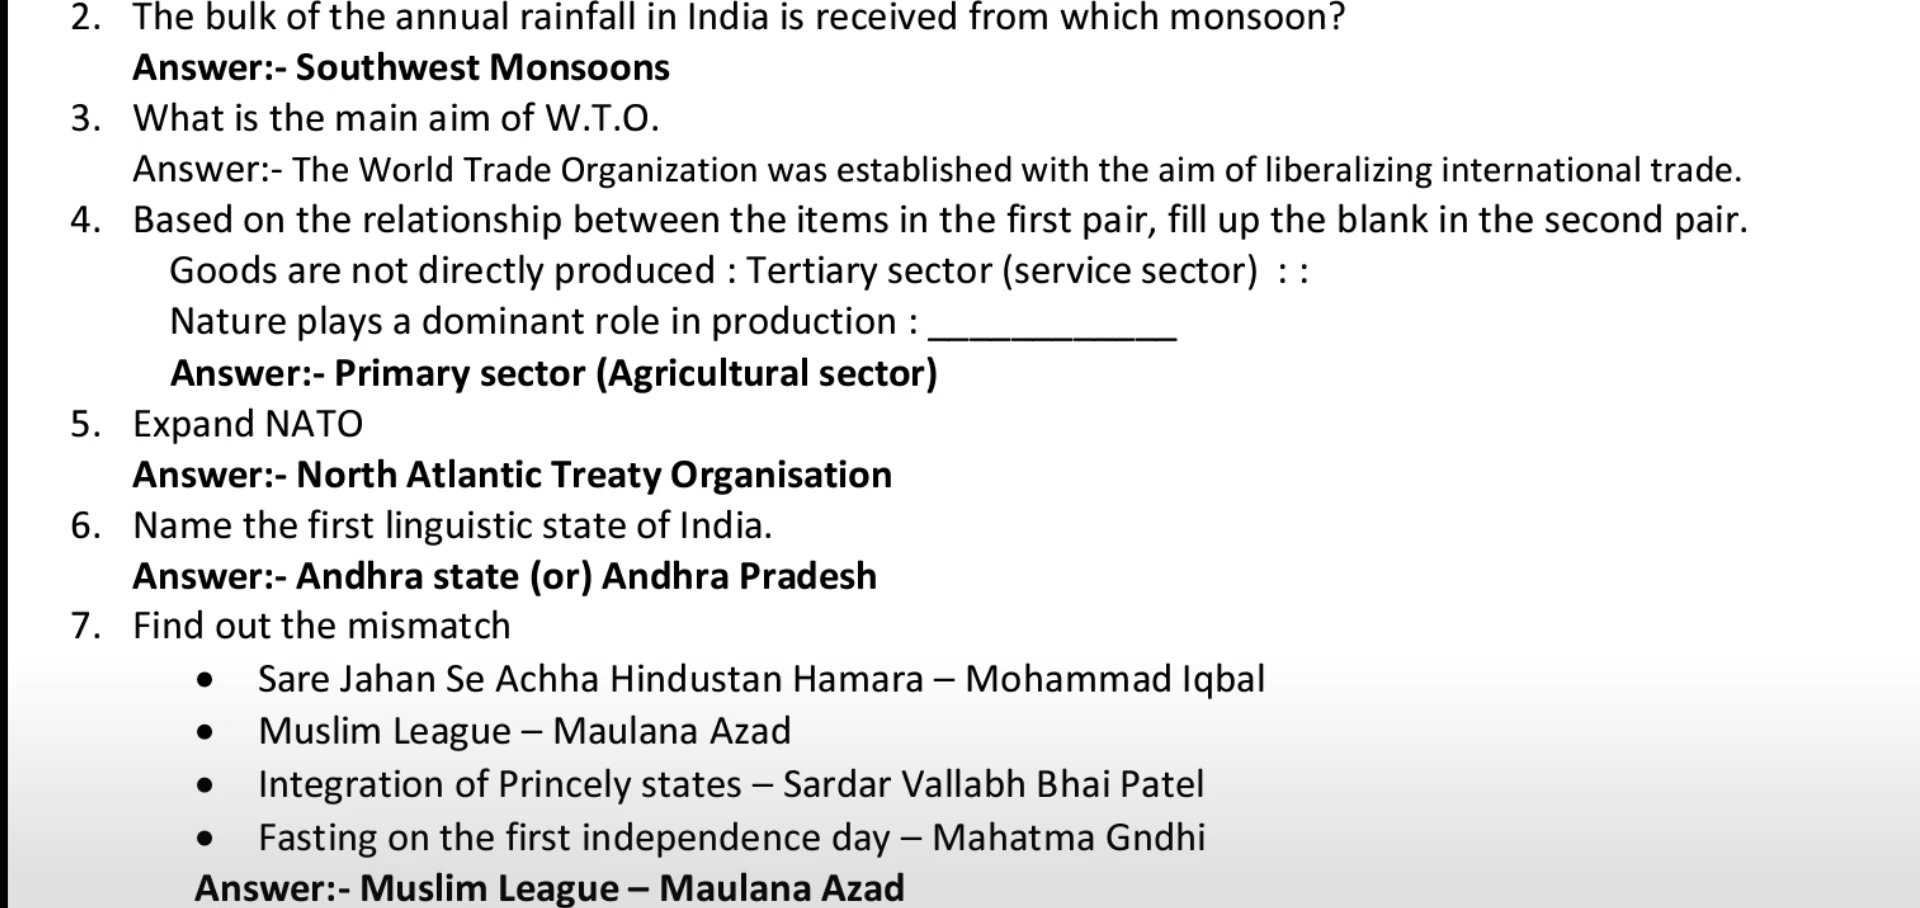 2. The bulk of the annual rainfall in India is received from which monsoon?
Answer:- Southwest Monsoons
3. What is the main aim of W.T.O.
Answer:- The World Trade Organization was established with the aim of liberalizing international trade.
4. Based on the relationship between the items in the first pair, fill up the blank in the second pair.
Goods are not directly produced : Tertiary sector (service sector) : :
Nature plays a dominant role in production : ____________
Answer:- Primary sector (Agricultural sector)
5. Expand NATO
Answer:- North Atlantic Treaty Organisation
6. Name the first linguistic state of India.
Answer:- Andhra state (or) Andhra Pradesh
7. Find out the mismatch
• Sare Jahan Se Achha Hindustan Hamara – Mohammad Iqbal
• Muslim League – Maulana Azad
• Integration of Princely states – Sardar Vallabh Bhai Patel
• Fasting on the first independence day – Mahatma Gndhi
Answer:- Muslim League – Maulana Azad